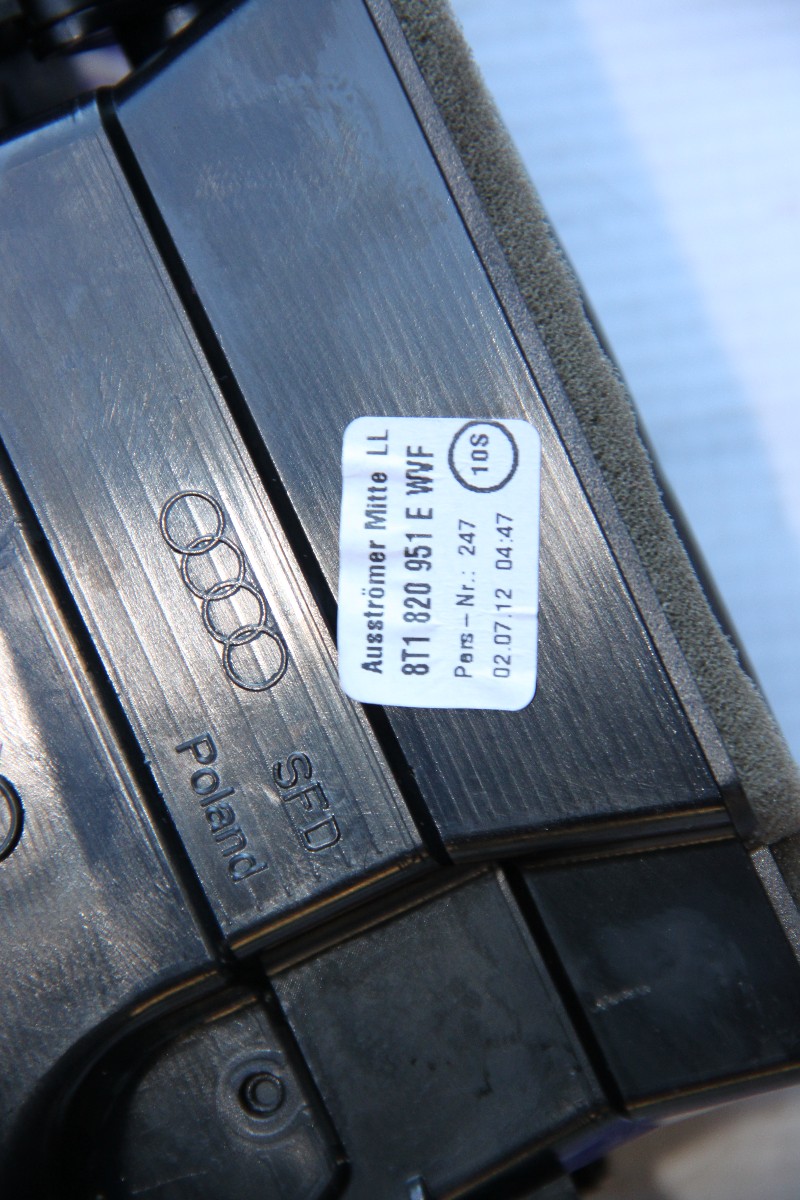 Ausströmer Mitte LL
8T1 820 951 E WVF
Pers-Nr.: 247
02.07.12 04:47
10S
SFD
Poland